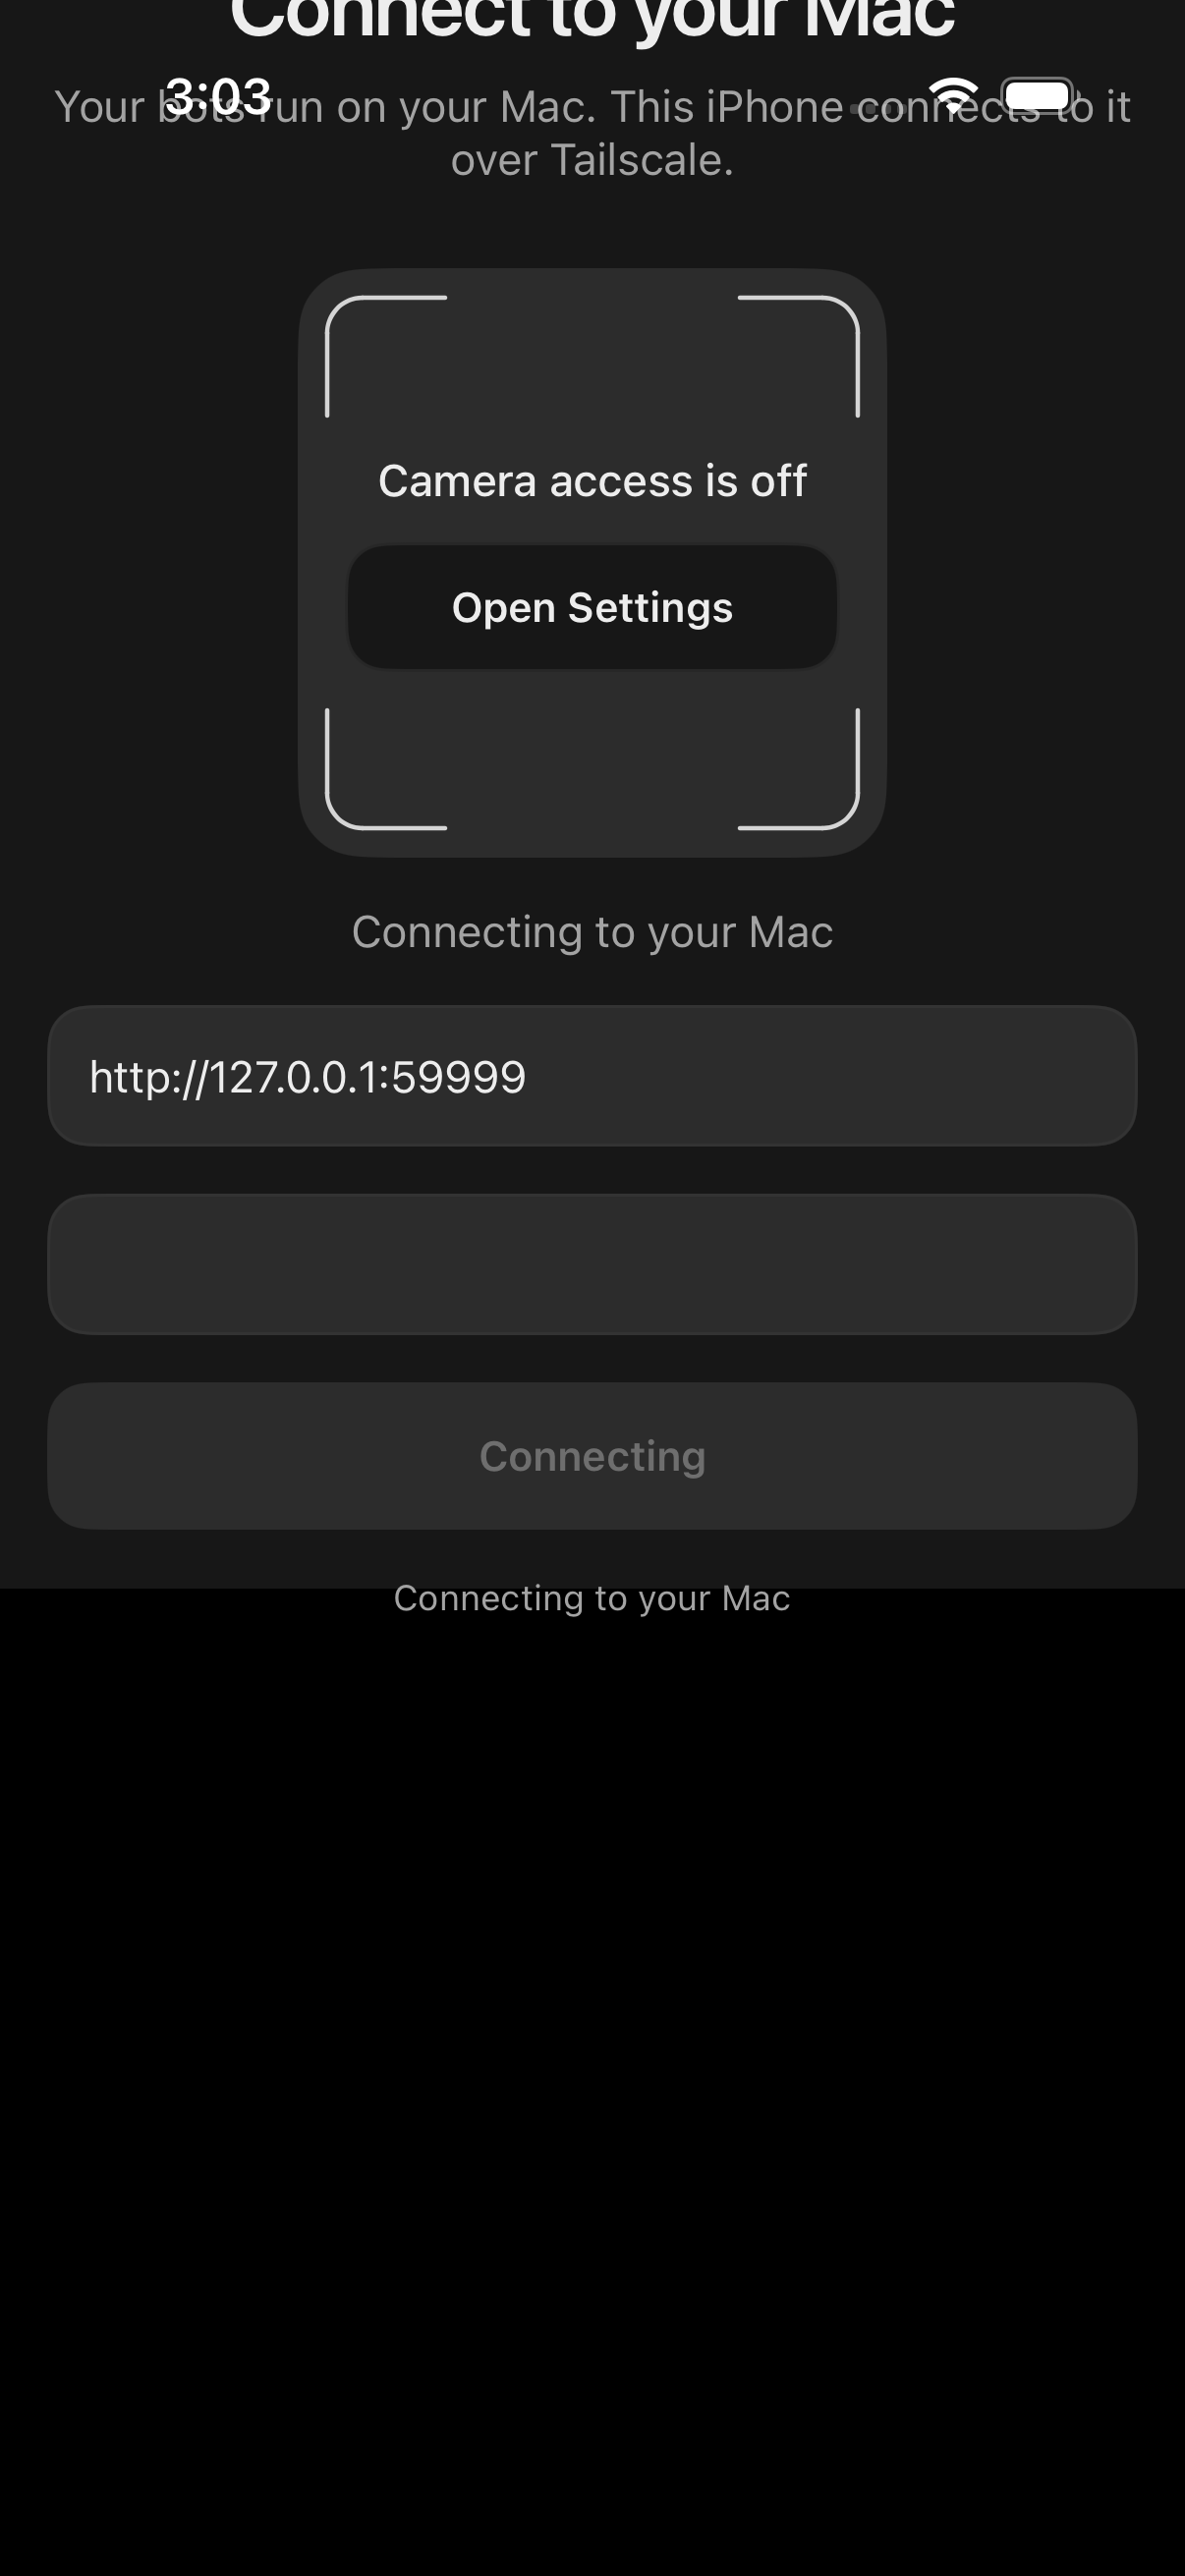 Connect to your Mac
3:03
Your bots run on your Mac. This iPhone connects to it
over Tailscale.
Camera access is off
Open Settings
Connecting to your Mac
http://127.0.0.1:59999
Connecting
Connecting to your Mac